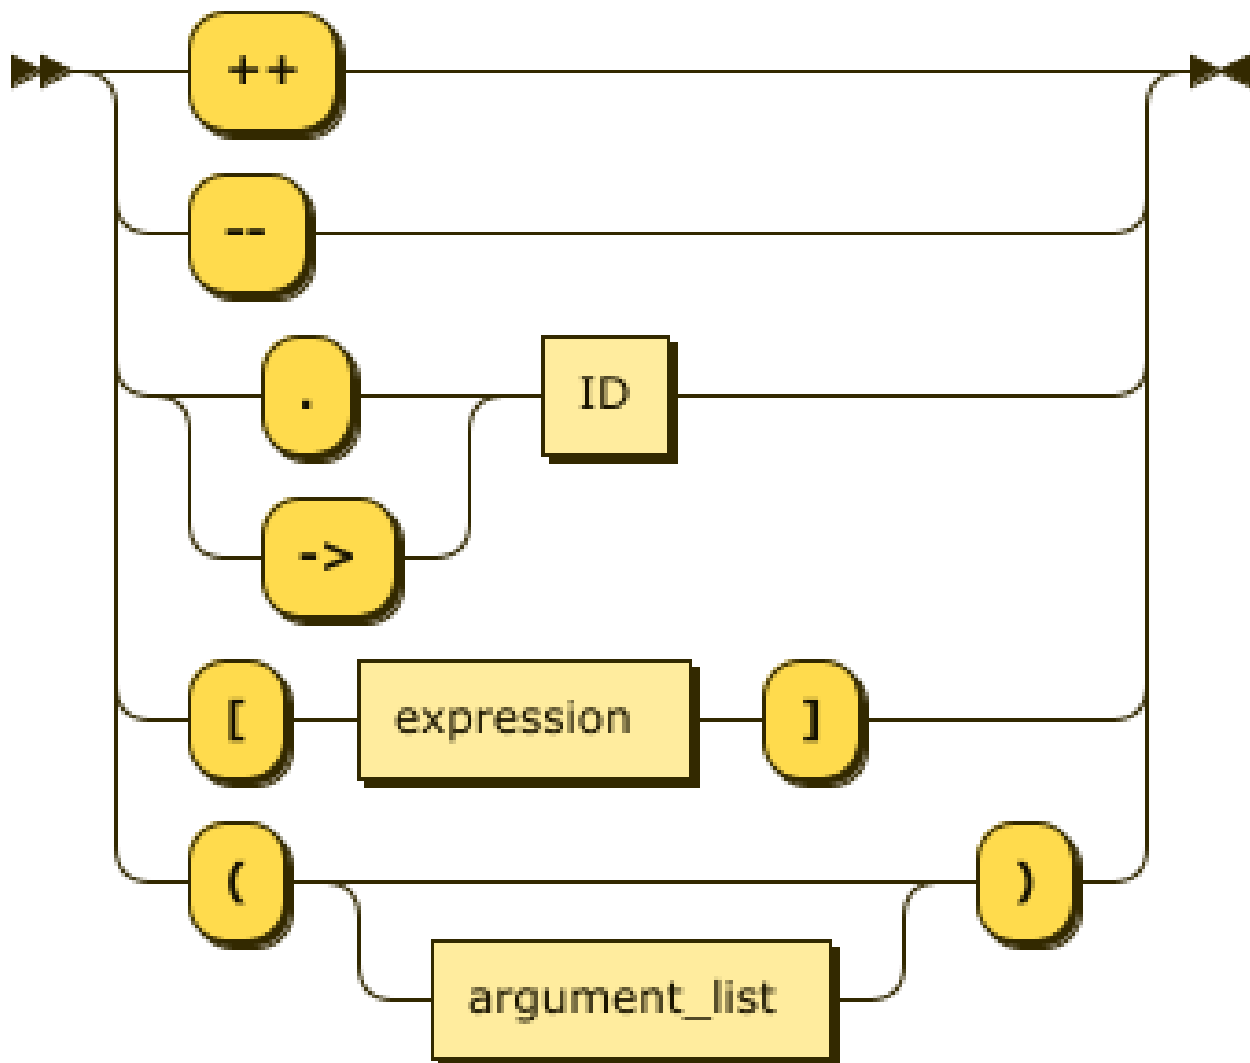 ++
--
. ID
->
[ expression ]
( )
argument_list